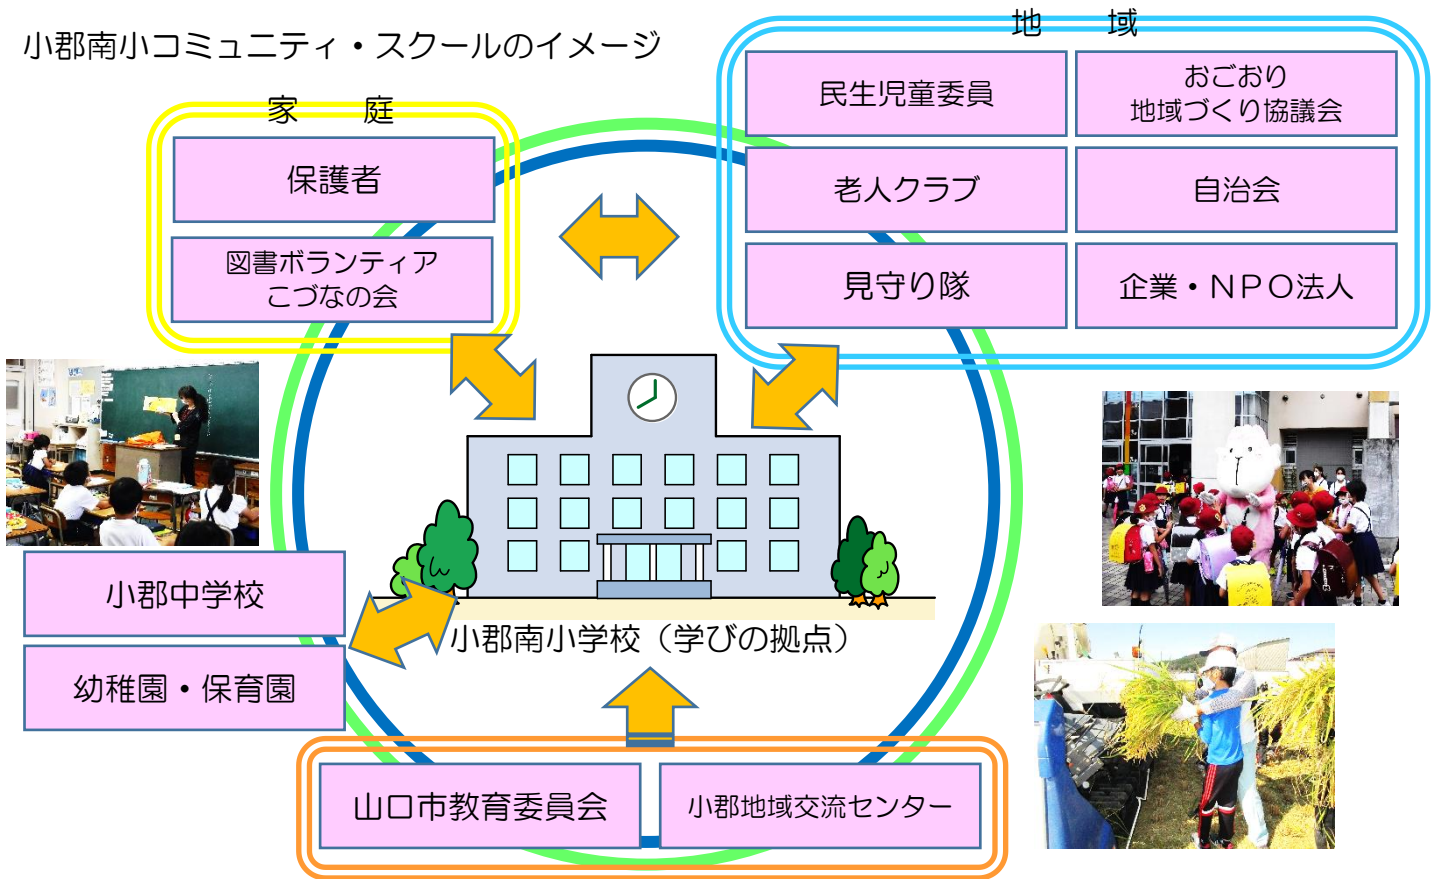 小郡南小コミュニティ・スクールのイメージ
家　庭
保護者
図書ボランティア
こづなの会
地　域
民生児童委員
おごおり
地域づくり協議会
老人クラブ
自治会
見守り隊
企業・ＮＰＯ法人
小郡中学校
幼稚園・保育園
小郡南小学校（学びの拠点）
山口市教育委員会
小郡地域交流センター